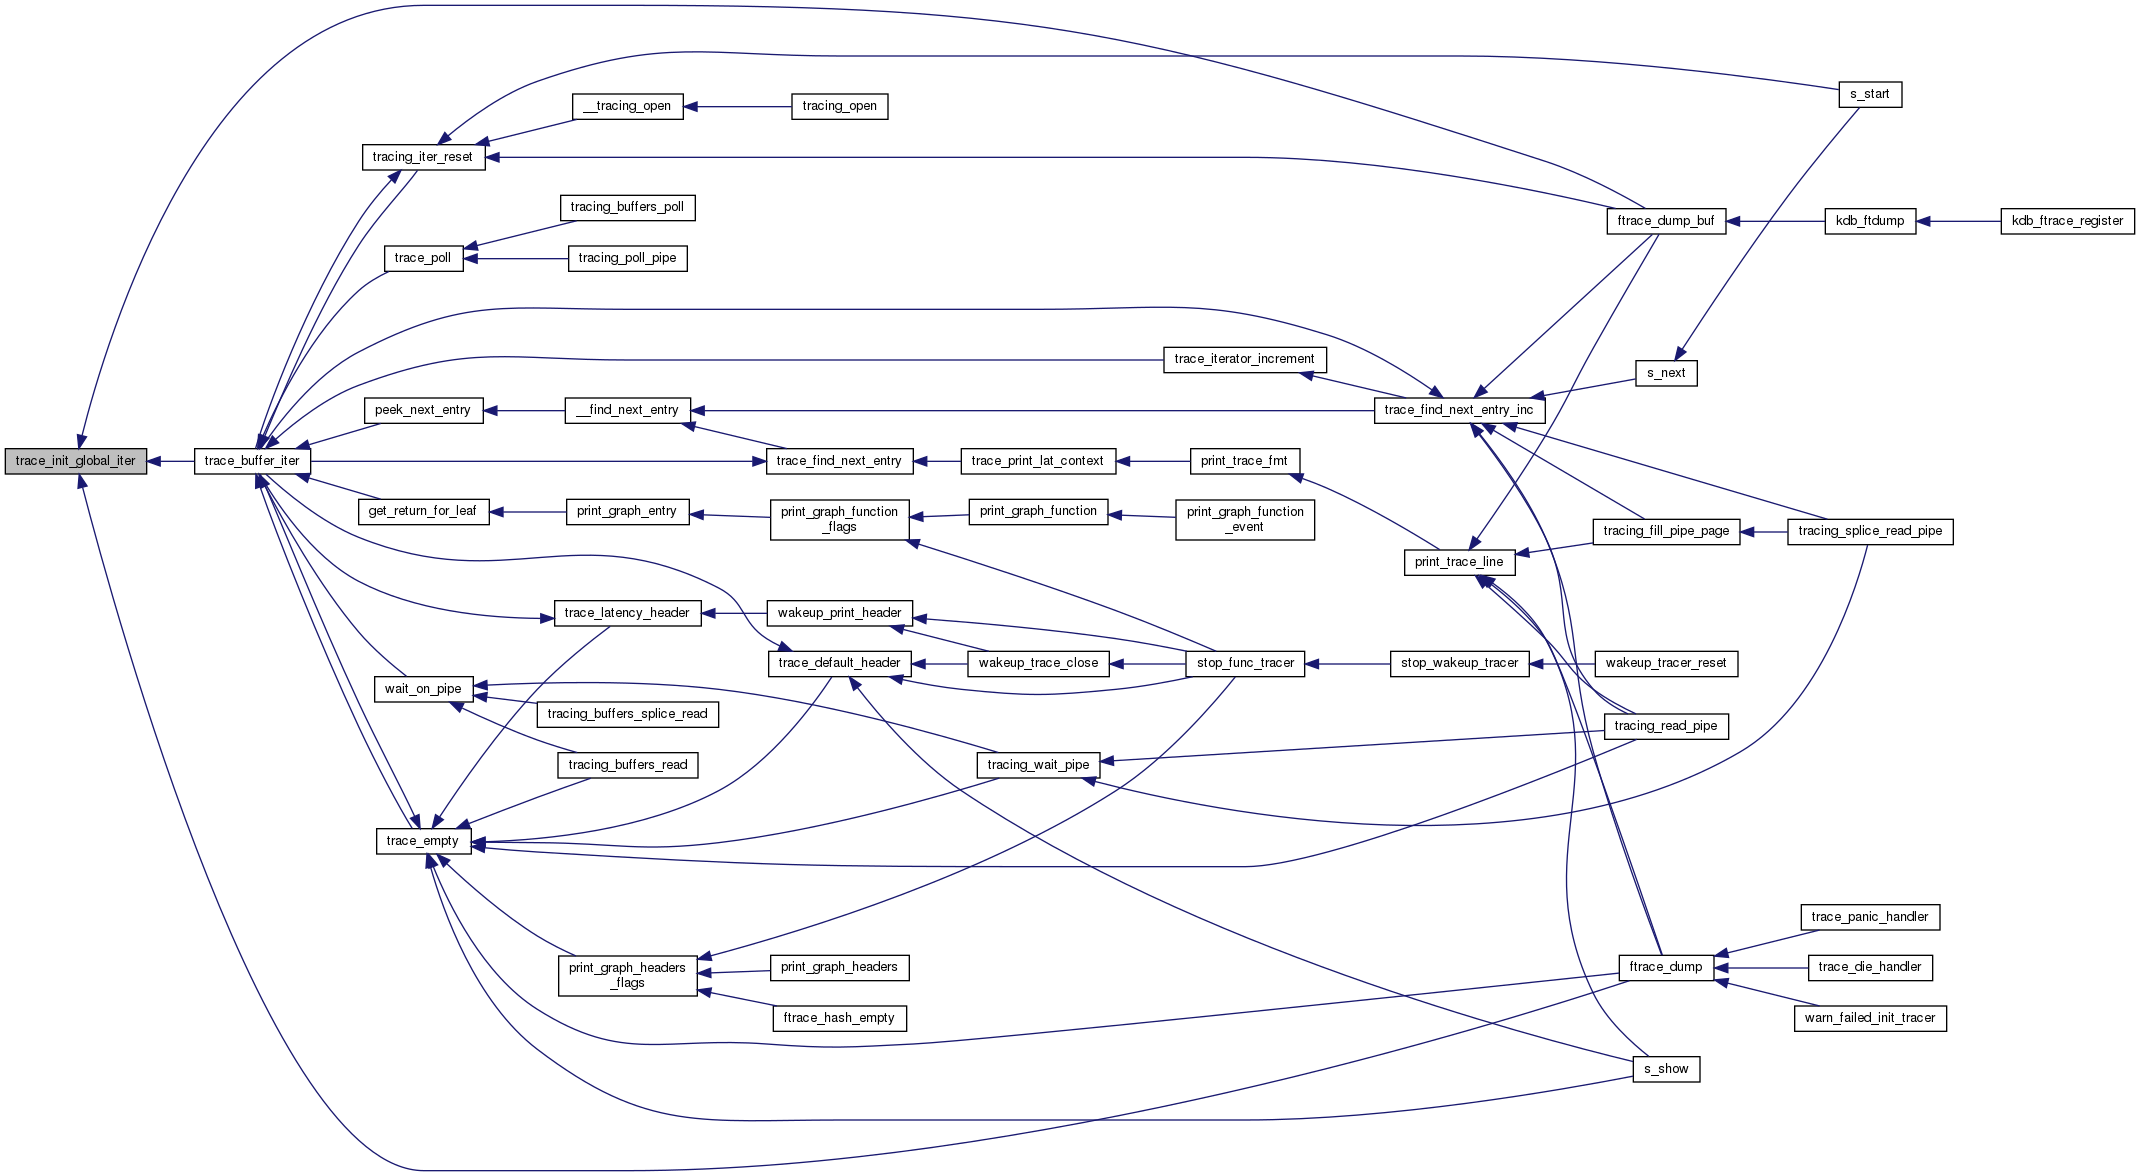 s_start
__tracing_open
tracing_open
tracing_iter_reset
tracing_buffers_poll
ftrace_dump_buf
kdb_ftdump
kdb_ftrace_register
trace_poll
tracing_poll_pipe
trace_iterator_increment
s_next
peek_next_entry
__find_next_entry
trace_find_next_entry_inc
trace_init_global_iter
trace_buffer_iter
trace_find_next_entry
trace_print_lat_context
print_trace_fmt
get_return_for_leaf
print_graph_entry
print_graph_function
_flags
print_graph_function
print_graph_function
_event
tracing_fill_pipe_page
tracing_splice_read_pipe
print_trace_line
trace_latency_header
wakeup_print_header
trace_default_header
wakeup_trace_close
stop_func_tracer
stop_wakeup_tracer
wakeup_tracer_reset
wait_on_pipe
tracing_buffers_splice_read
tracing_read_pipe
tracing_buffers_read
tracing_wait_pipe
trace_empty
trace_panic_handler
print_graph_headers
_flags
print_graph_headers
ftrace_dump
trace_die_handler
ftrace_hash_empty
warn_failed_init_tracer
s_show